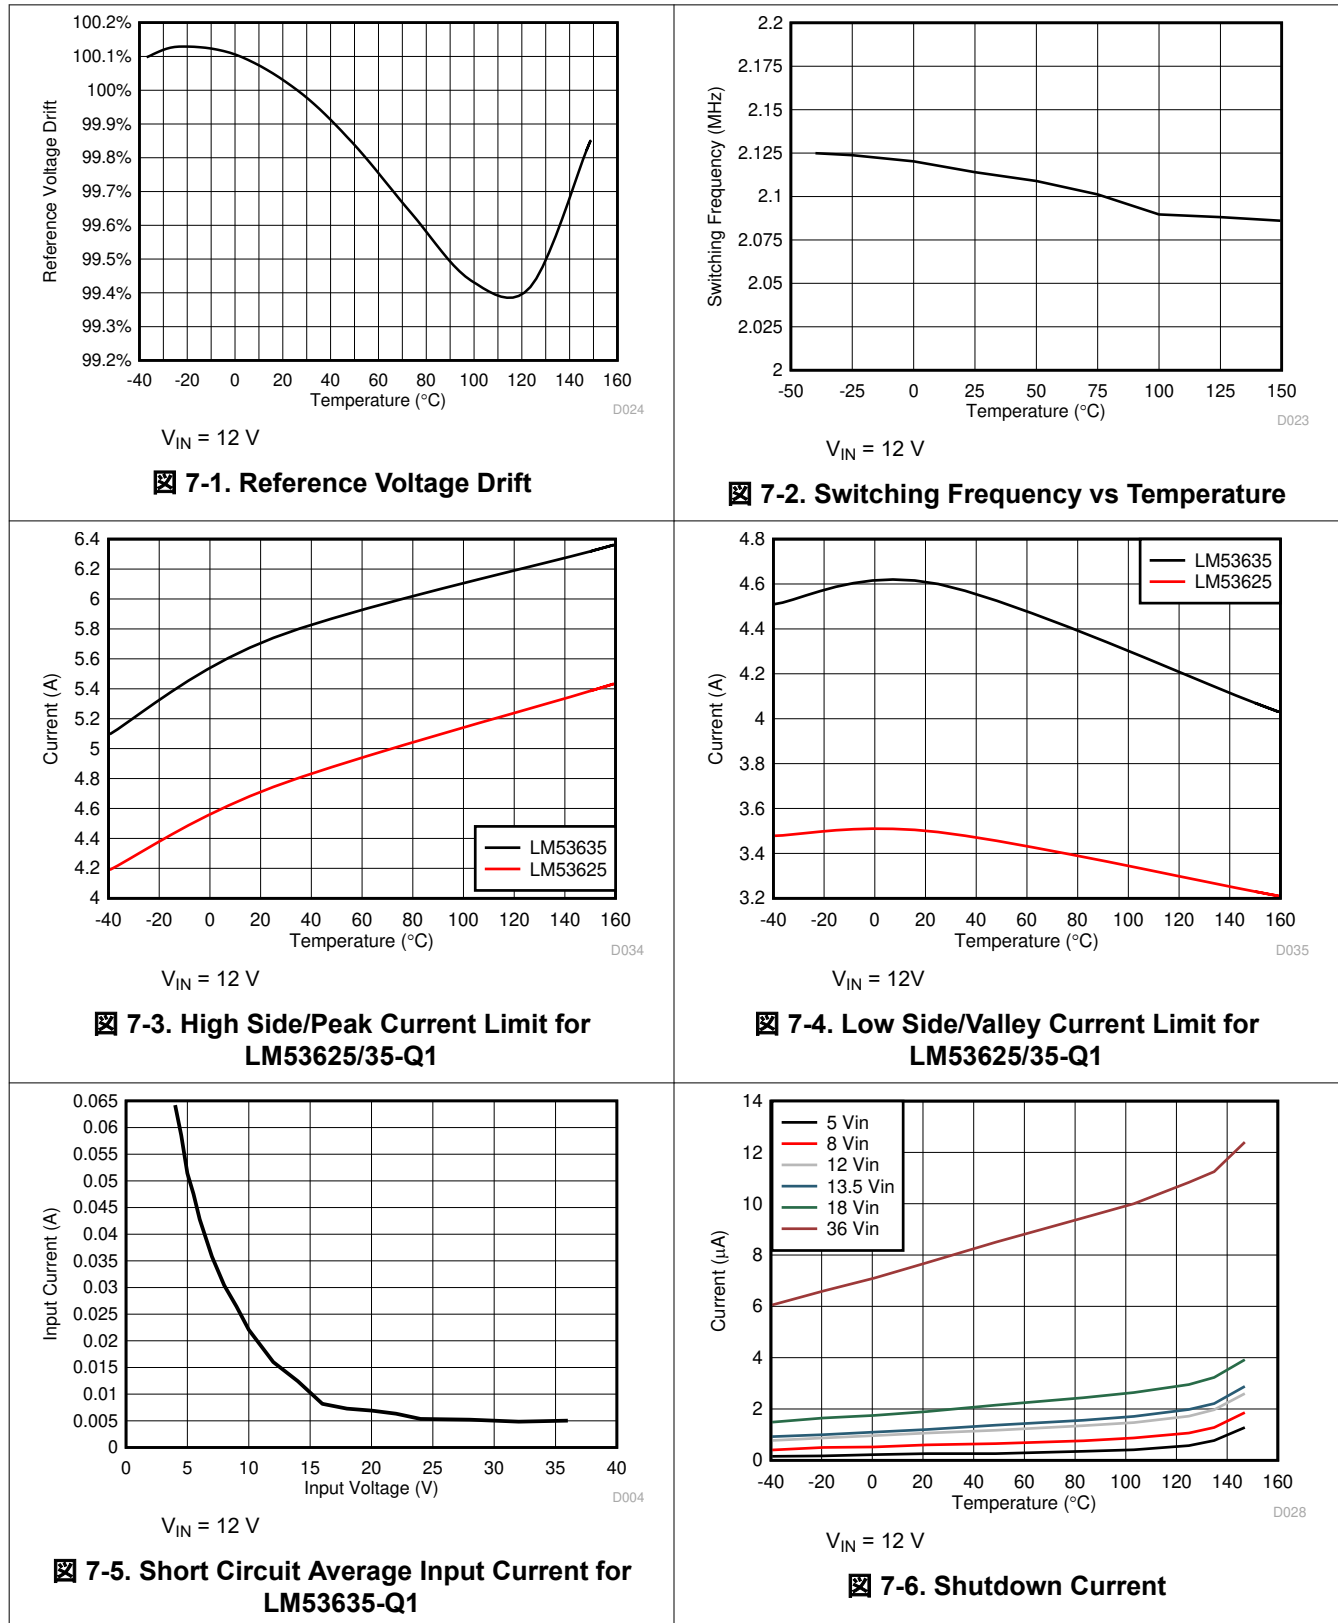 100.2%
100.1%
100%
99.9%
99.8%
99.7%
99.6%
99.5%
99.4%
99.3%
99.2%
Reference Voltage Drift
-40 -20 0 20 40 60 80 100 120 140 160
Temperature (°C)
D024
V_IN = 12 V
図 7-1. Reference Voltage Drift
2.2
2.175
2.15
2.125
2.1
2.075
2.05
2.025
2
Switching Frequency (MHz)
-50 -25 0 25 50 75 100 125 150
Temperature (°C)
D023
V_IN = 12 V
図 7-2. Switching Frequency vs Temperature
6.4
6.2
6
5.8
5.6
5.4
5.2
5
4.8
4.6
4.4
4.2
4
Current (A)
LM53635
LM53625
-40 -20 0 20 40 60 80 100 120 140 160
Temperature (°C)
D034
V_IN = 12 V
図 7-3. High Side/Peak Current Limit for
LM53625/35-Q1
4.8
4.6
4.4
4.2
4
3.8
3.6
3.4
3.2
Current (A)
LM53635
LM53625
-40 -20 0 20 40 60 80 100 120 140 160
Temperature (°C)
D035
V_IN = 12V
図 7-4. Low Side/Valley Current Limit for
LM53625/35-Q1
0.065
0.06
0.055
0.05
0.045
0.04
0.035
0.03
0.025
0.02
0.015
0.01
0.005
0
Input Current (A)
0 5 10 15 20 25 30 35 40
Input Voltage (V)
D004
V_IN = 12 V
図 7-5. Short Circuit Average Input Current for
LM53635-Q1
14
12
10
8
6
4
2
0
Current (µA)
5 Vin
8 Vin
12 Vin
13.5 Vin
18 Vin
36 Vin
-40 -20 0 20 40 60 80 100 120 140 160
Temperature (°C)
D028
V_IN = 12 V
図 7-6. Shutdown Current